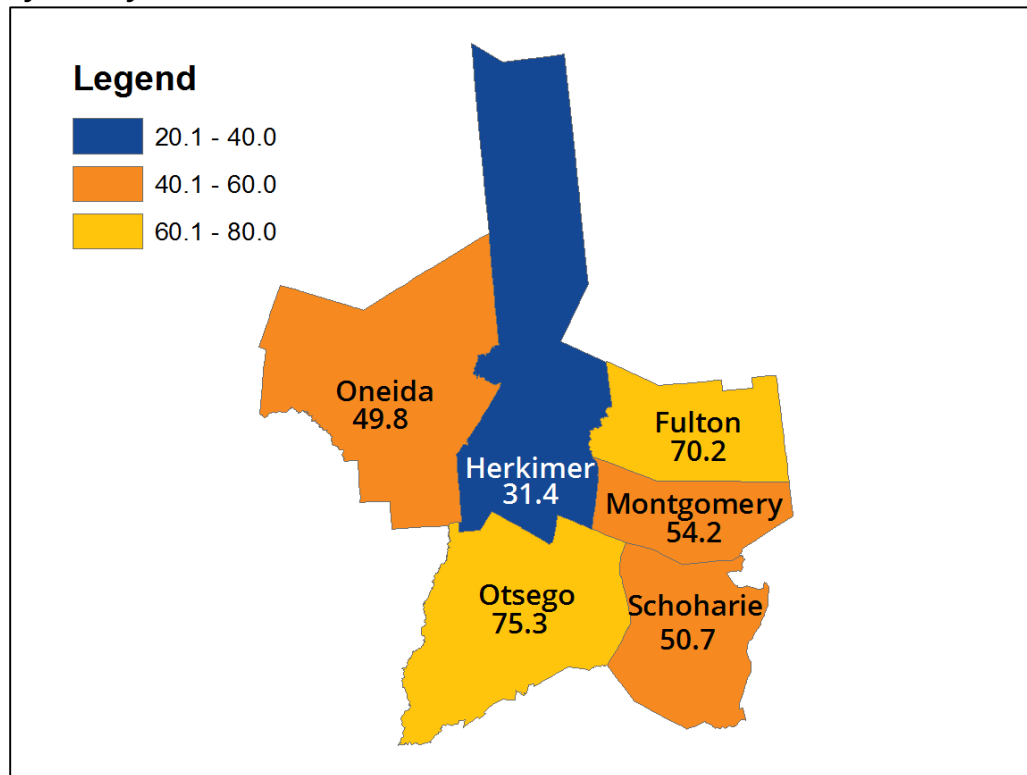 Legend
20.1 - 40.0
40.1 - 60.0
60.1 - 80.0
Oneida
49.8
Fulton
70.2
Herkimer
31.4
Montgomery
54.2
Otsego
75.3
Schoharie
50.7